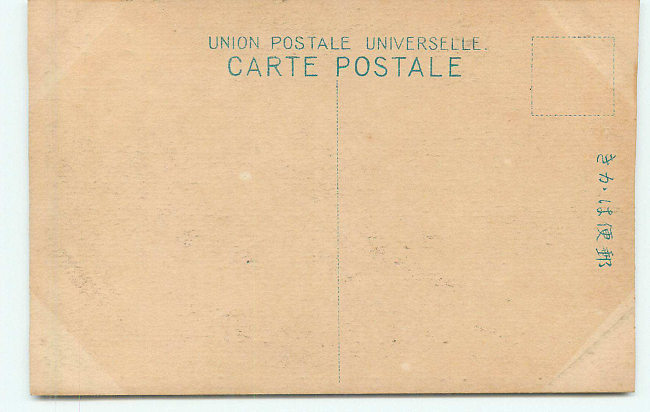 UNION POSTALE UNIVERSELLE.
CARTE POSTALE
きかは便郵